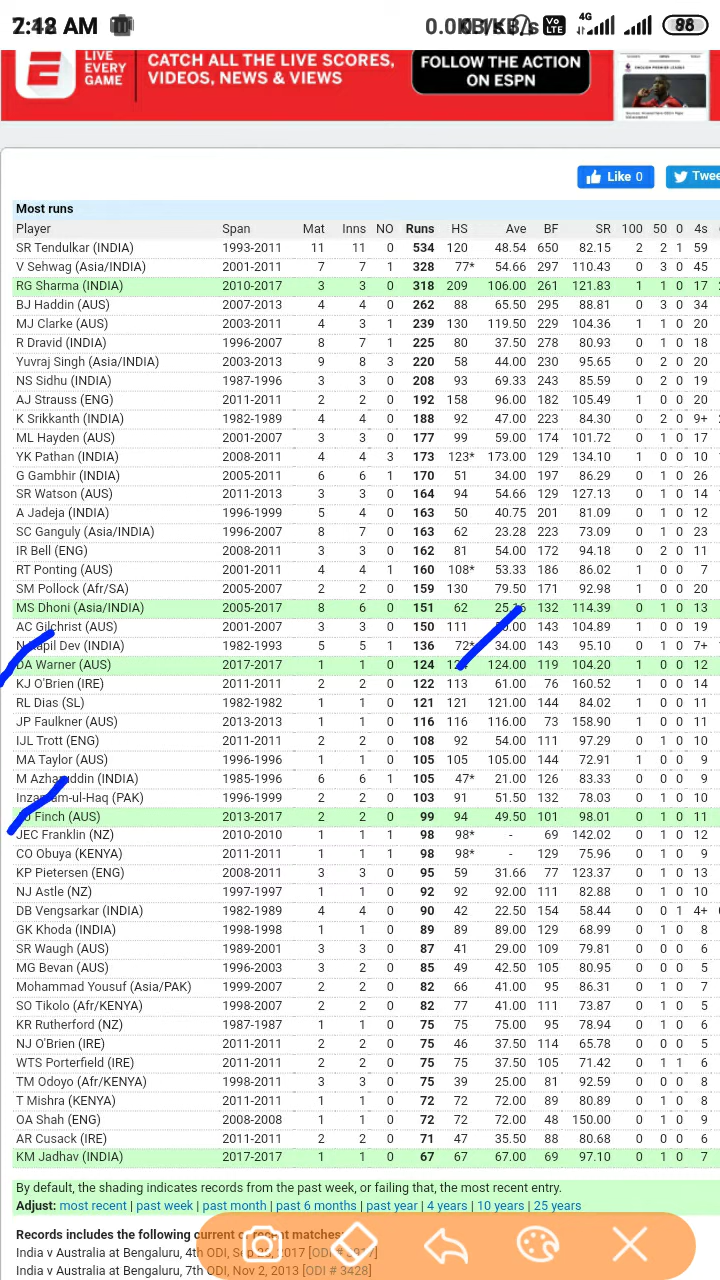 2:48 AM 4G 86
LIVE EVERY GAME
CATCH ALL THE LIVE SCORES, VIDEOS, NEWS & VIEWS
FOLLOW THE ACTION ON ESPN
Like 0 Twee
Most runs
Player Span Mat Inns NO Runs HS Ave BF SR 100 50 0 4s
SR Tendulkar (INDIA) 1993-2011 11 11 0 534 120 48.54 650 82.15 2 2 1 59
V Sehwag (Asia/INDIA) 2001-2011 7 7 1 328 77* 54.66 297 110.43 0 3 0 45
RG Sharma (INDIA) 2010-2017 3 3 0 318 209 106.00 261 121.83 1 1 0 17
BJ Haddin (AUS) 2007-2013 4 4 0 262 88 65.50 295 88.81 0 3 0 34
MJ Clarke (AUS) 2003-2011 4 3 1 239 130 119.50 229 104.36 1 1 0 20
R Dravid (INDIA) 1996-2007 8 7 1 225 80 37.50 278 80.93 0 1 0 18
Yuvraj Singh (Asia/INDIA) 2003-2013 9 8 3 220 58 44.00 230 95.65 0 2 0 20
NS Sidhu (INDIA) 1987-1996 3 3 0 208 93 69.33 243 85.59 0 2 0 19
AJ Strauss (ENG) 2011-2011 2 2 0 192 158 96.00 182 105.49 1 0 0 20
K Srikkanth (INDIA) 1982-1989 4 4 0 188 92 47.00 223 84.30 0 2 0 9+
ML Hayden (AUS) 2001-2007 3 3 0 177 99 59.00 174 101.72 0 1 0 17
YK Pathan (INDIA) 2008-2011 4 4 3 173 123* 173.00 129 134.10 1 0 0 10
G Gambhir (INDIA) 2005-2011 6 6 1 170 51 34.00 197 86.29 0 1 0 26
SR Watson (AUS) 2011-2013 3 3 0 164 94 54.66 129 127.13 0 1 0 14
A Jadeja (INDIA) 1996-1999 5 4 0 163 50 40.75 201 81.09 0 1 0 12
SC Ganguly (Asia/INDIA) 1996-2007 8 7 0 163 62 23.28 223 73.09 0 1 0 23
IR Bell (ENG) 2008-2011 3 3 0 162 81 54.00 172 94.18 0 2 0 11
RT Ponting (AUS) 2001-2011 4 4 1 160 108* 53.33 186 86.02 1 0 0 7
SM Pollock (Afr/SA) 2005-2007 2 2 0 159 130 79.50 171 92.98 1 0 0 20
MS Dhoni (Asia/INDIA) 2005-2017 8 6 0 151 62 25.16 132 114.39 0 1 0 13
AC Gilchrist (AUS) 2001-2007 3 3 0 150 111 50.00 143 104.89 1 0 0 19
N Kapil Dev (INDIA) 1982-1993 5 5 1 136 72* 34.00 143 95.10 0 1 0 7+
DA Warner (AUS) 2017-2017 1 1 0 124 124 124.00 119 104.20 1 0 0 12
KJ O'Brien (IRE) 2011-2011 2 2 0 122 113 61.00 76 160.52 1 0 0 14
RL Dias (SL) 1982-1982 1 1 0 121 121 121.00 144 84.02 1 0 0 11
JP Faulkner (AUS) 2013-2013 1 1 0 116 116 116.00 73 158.90 1 0 0 11
IJL Trott (ENG) 2011-2011 2 2 0 108 92 54.00 111 97.29 0 1 0 10
MA Taylor (AUS) 1996-1996 1 1 0 105 105 105.00 144 72.91 1 0 0 9
M Azharuddin (INDIA) 1985-1996 6 6 1 105 47* 21.00 126 83.33 0 0 0 9
Inzamam-ul-Haq (PAK) 1996-1999 2 2 0 103 91 51.50 132 78.03 0 1 0 10
AJ Finch (AUS) 2013-2017 2 2 0 99 94 49.50 101 98.01 0 1 0 11
JEC Franklin (NZ) 2010-2010 1 1 1 98 98* - 69 142.02 0 1 0 12
CO Obuya (KENYA) 2011-2011 1 1 1 98 98* - 129 75.96 0 1 0 9
KP Pietersen (ENG) 2008-2011 3 3 0 95 59 31.66 77 123.37 0 1 0 13
NJ Astle (NZ) 1997-1997 1 1 0 92 92 92.00 111 82.88 0 1 0 10
DB Vengsarkar (INDIA) 1982-1989 4 4 0 90 42 22.50 154 58.44 0 0 1 4+
GK Khoda (INDIA) 1998-1998 1 1 0 89 89 89.00 129 68.99 0 1 0 8
SR Waugh (AUS) 1989-2001 3 3 0 87 41 29.00 109 79.81 0 0 0 6
MG Bevan (AUS) 1996-2003 3 2 0 85 49 42.50 105 80.95 0 0 0 5
Mohammad Yousuf (Asia/PAK) 1999-2007 2 2 0 82 66 41.00 95 86.31 0 1 0 7
SO Tikolo (Afr/KENYA) 1998-2007 2 2 0 82 77 41.00 111 73.87 0 1 0 5
KR Rutherford (NZ) 1987-1987 1 1 0 75 75 75.00 95 78.94 0 1 0 6
NJ O'Brien (IRE) 2011-2011 2 2 0 75 46 37.50 114 65.78 0 0 0 5
WTS Porterfield (IRE) 2011-2011 2 2 0 75 75 37.50 105 71.42 0 1 1 6
TM Odoyo (Afr/KENYA) 1998-2011 3 3 0 75 39 25.00 81 92.59 0 0 0 8
T Mishra (KENYA) 2011-2011 1 1 0 72 72 72.00 89 80.89 0 1 0 8
OA Shah (ENG) 2008-2008 1 1 0 72 72 72.00 48 150.00 0 1 0 9
AR Cusack (IRE) 2011-2011 2 2 0 71 47 35.50 88 80.68 0 0 0 6
KM Jadhav (INDIA) 2017-2017 1 1 0 67 67 67.00 69 97.10 0 1 0 7
By default, the shading indicates records from the past week, or failing that, the most recent entry.
Adjust: most recent | past week | past month | past 6 months | past year | 4 years | 10 years | 25 years
Records includes the following current or recent matches:
India v Australia at Bengaluru, 4th ODI, Sep 28, 2017 [ODI #
India v Australia at Bengaluru, 7th ODI, Nov 2, 2013 [ODI # 3428]